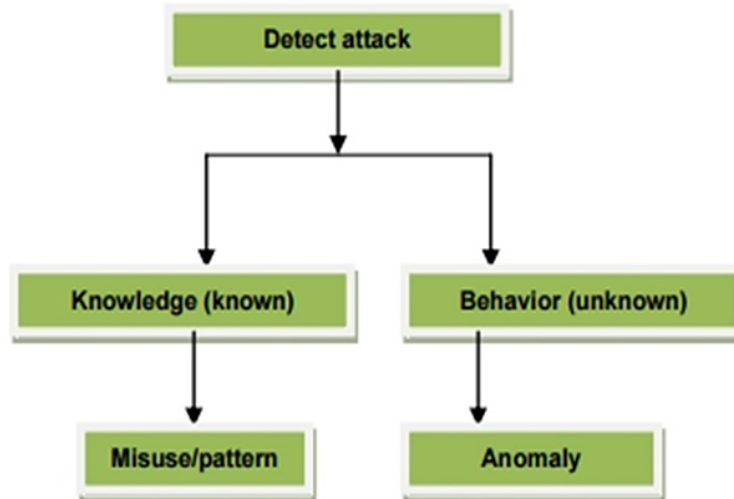 Detect attack
Knowledge (known)
Behavior (unknown)
Misuse/pattern
Anomaly